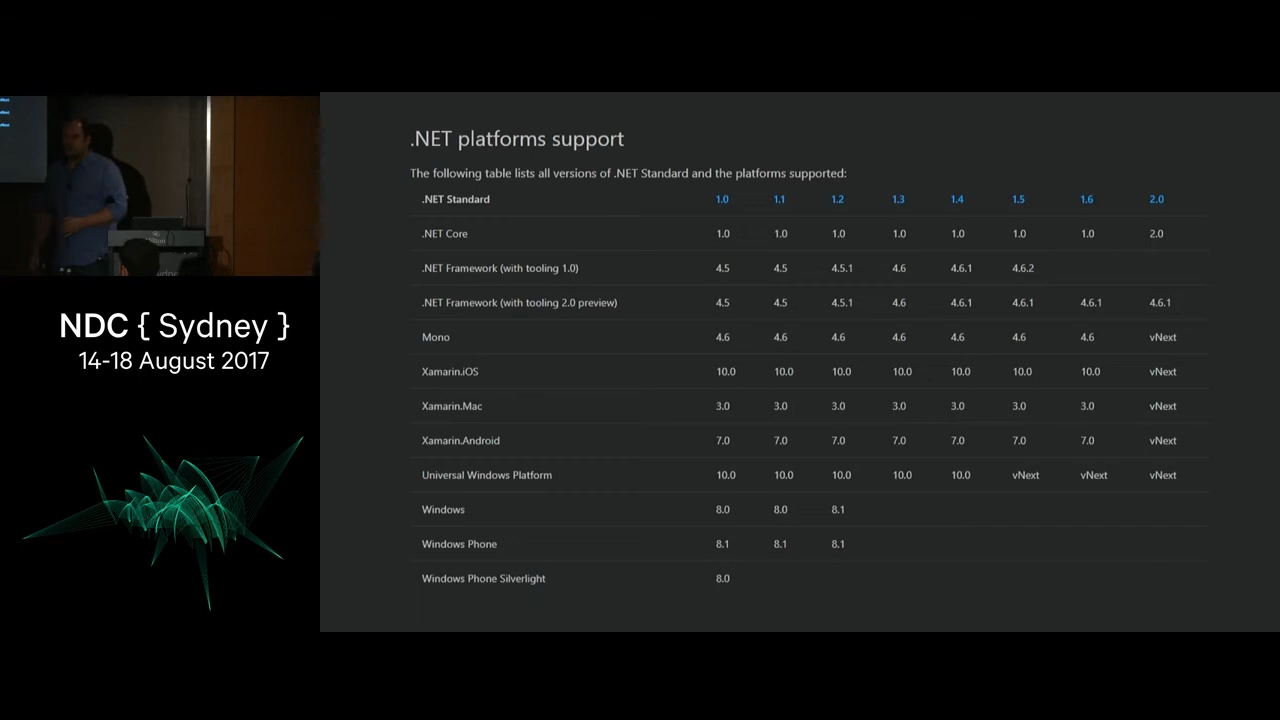 NDC { Sydney }
14-18 August 2017
.NET platforms support
The following table lists all versions of .NET Standard and the platforms supported:
.NET Standard 1.0 1.1 1.2 1.3 1.4 1.5 1.6 2.0
.NET Core 1.0 1.0 1.0 1.0 1.0 1.0 1.0 2.0
.NET Framework (with tooling 1.0) 4.5 4.5 4.5.1 4.6 4.6.1 4.6.2
.NET Framework (with tooling 2.0 preview) 4.5 4.5 4.5.1 4.6 4.6.1 4.6.1 4.6.1 4.6.1
Mono 4.6 4.6 4.6 4.6 4.6 4.6 4.6 vNext
Xamarin.iOS 10.0 10.0 10.0 10.0 10.0 10.0 10.0 vNext
Xamarin.Mac 3.0 3.0 3.0 3.0 3.0 3.0 3.0 vNext
Xamarin.Android 7.0 7.0 7.0 7.0 7.0 7.0 7.0 vNext
Universal Windows Platform 10.0 10.0 10.0 10.0 10.0 vNext vNext vNext
Windows 8.0 8.0 8.1
Windows Phone 8.1 8.1 8.1
Windows Phone Silverlight 8.0